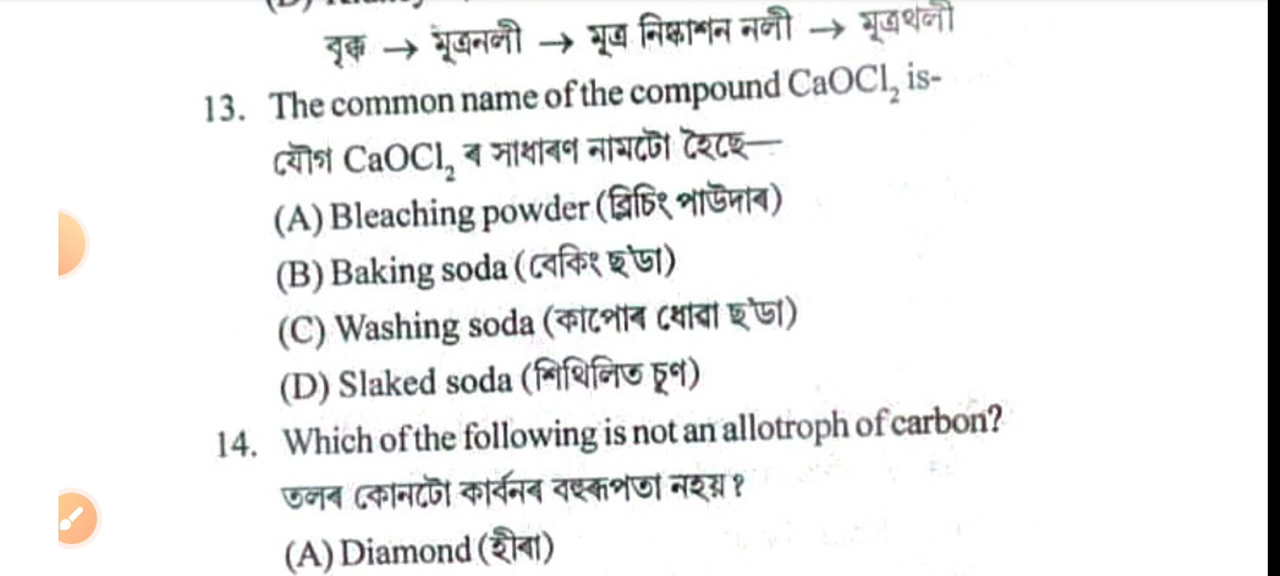 বৃক্ক → মূত্ৰনলী → মূত্ৰ নিষ্কাশন নলী → মূত্ৰথলী
13. The common name of the compound CaOCl₂ is-
যৌগ CaOCl₂ ৰ সাধাৰণ নামটো হৈছে—
(A) Bleaching powder (ব্লিচিং পাউদাৰ)
(B) Baking soda (বেকিং ছ'ডা)
(C) Washing soda (কাপোৰ ধোৱা ছ'ডা)
(D) Slaked soda (শিথিলিত চূণ)
14. Which of the following is not an allotroph of carbon?
তলৰ কোনটো কাৰ্বনৰ বহুৰূপতা নহয়?
(A) Diamond (হীৰা)